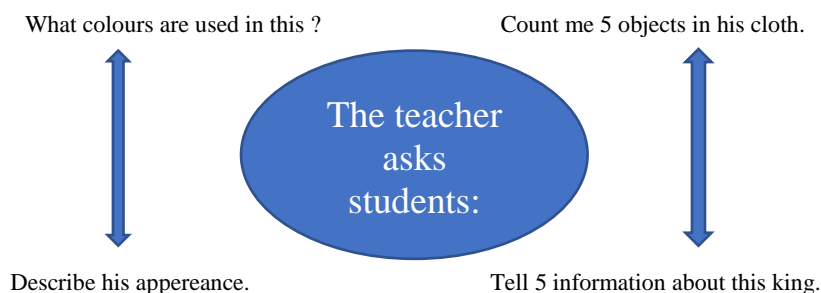 What colours are used in this ?
Count me 5 objects in his cloth.
The teacher
asks
students:
Describe his appereance.
Tell 5 information about this king.